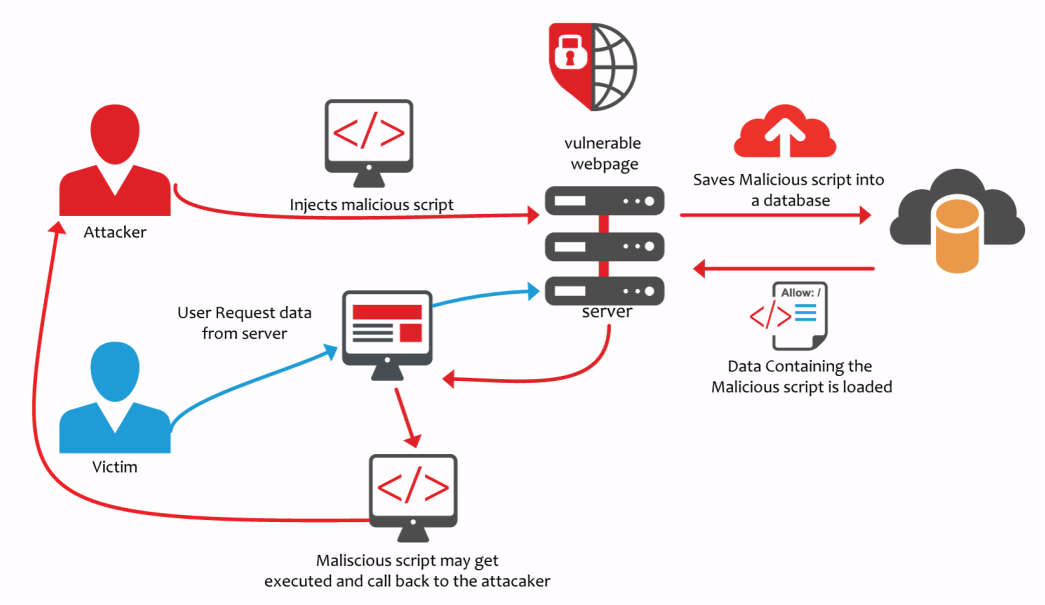 vulnerable
webpage
Saves Malicious script into
a database
Injects malicious script
Attacker
Allow: /
User Request data
from server
server
Data Containing the
Malicious script is loaded
Victim
Maliscious script may get
executed and call back to the attacaker